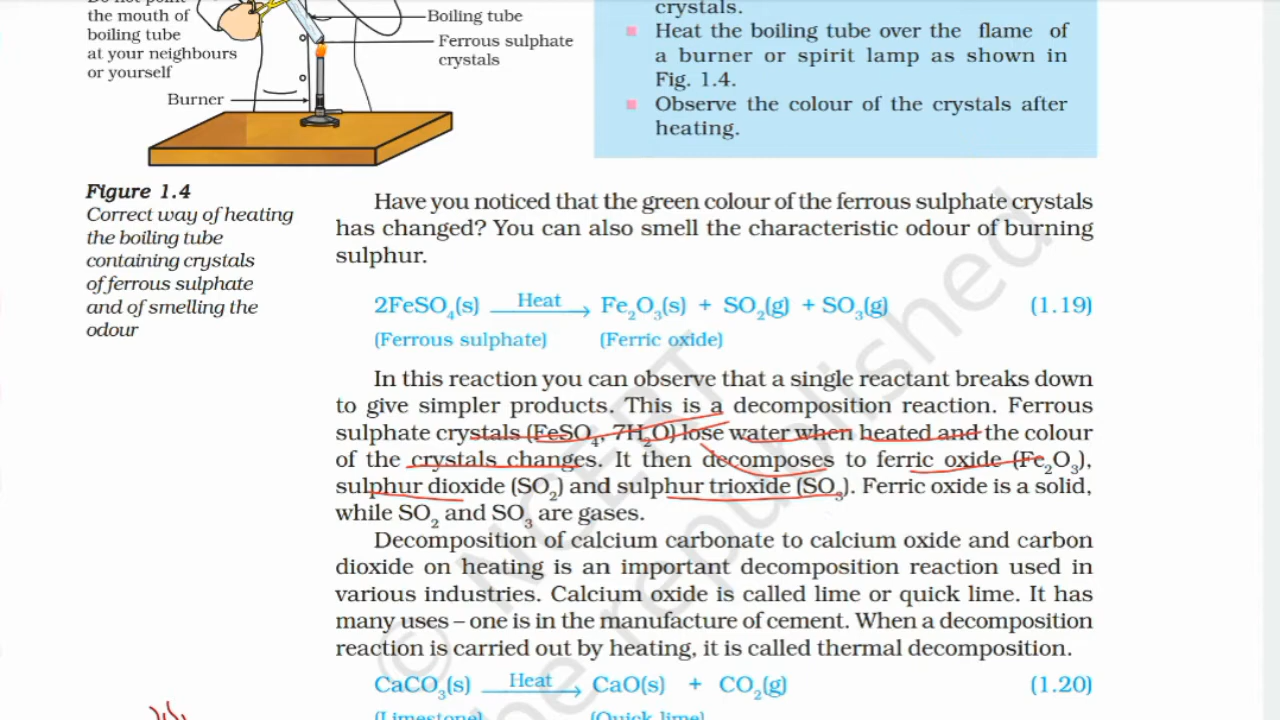 the mouth of
boiling tube
at your neighbours
or yourself
Boiling tube
Ferrous sulphate
crystals
Burner
crystals.
Heat the boiling tube over the flame of
a burner or spirit lamp as shown in
Fig. 1.4.
Observe the colour of the crystals after
heating.
Figure 1.4
Correct way of heating
the boiling tube
containing crystals
of ferrous sulphate
and of smelling the
odour
Have you noticed that the green colour of the ferrous sulphate crystals
has changed? You can also smell the characteristic odour of burning
sulphur.
2FeSO₄(s) Heat→ Fe₂O₃(s) + SO₂(g) + SO₃(g) (1.19)
(Ferrous sulphate) (Ferric oxide)
In this reaction you can observe that a single reactant breaks down
to give simpler products. This is a decomposition reaction. Ferrous
sulphate crystals (FeSO₄, 7H₂O) lose water when heated and the colour
of the crystals changes. It then decomposes to ferric oxide (Fe₂O₃),
sulphur dioxide (SO₂) and sulphur trioxide (SO₃). Ferric oxide is a solid,
while SO₂ and SO₃ are gases.
Decomposition of calcium carbonate to calcium oxide and carbon
dioxide on heating is an important decomposition reaction used in
various industries. Calcium oxide is called lime or quick lime. It has
many uses – one is in the manufacture of cement. When a decomposition
reaction is carried out by heating, it is called thermal decomposition.
CaCO₃(s) Heat→ CaO(s) + CO₂(g) (1.20)
(Limestone) (Quick lime)
© NCERT
be republished